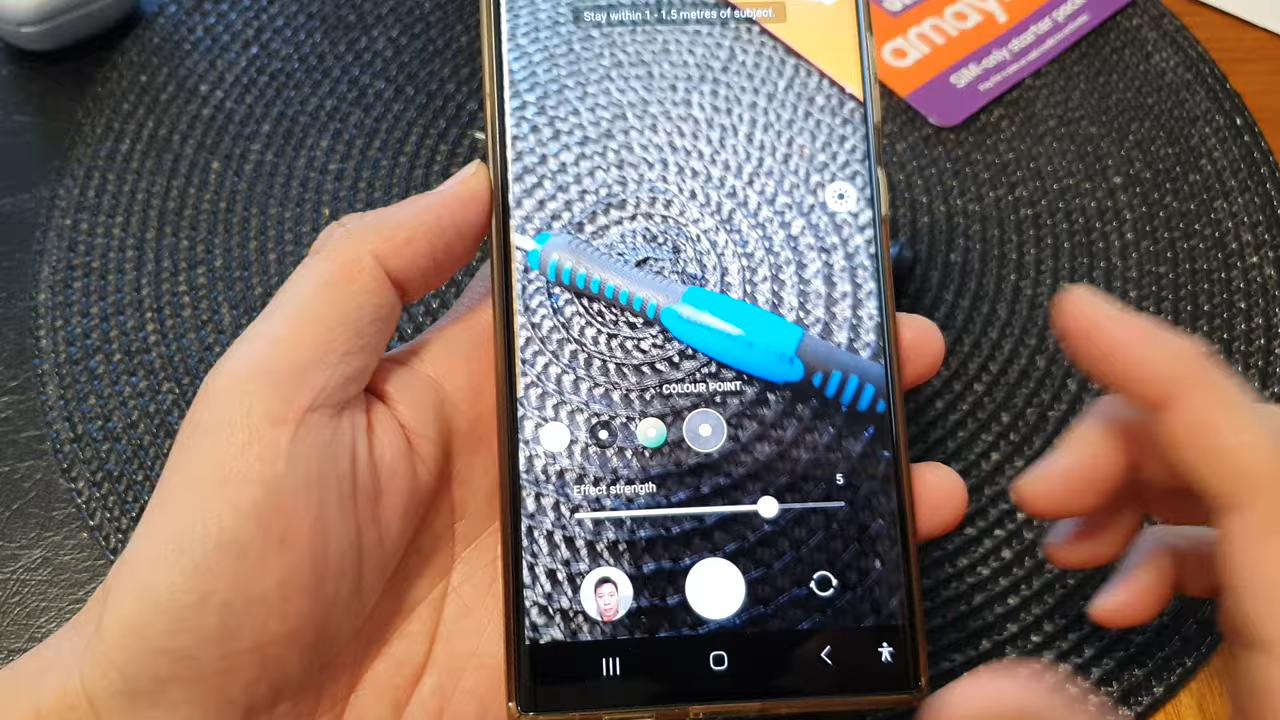 Stay within 1 - 1.5 metres of subject.
amay
SIM-only starter pack
COLOUR POINT
Effect strength
5